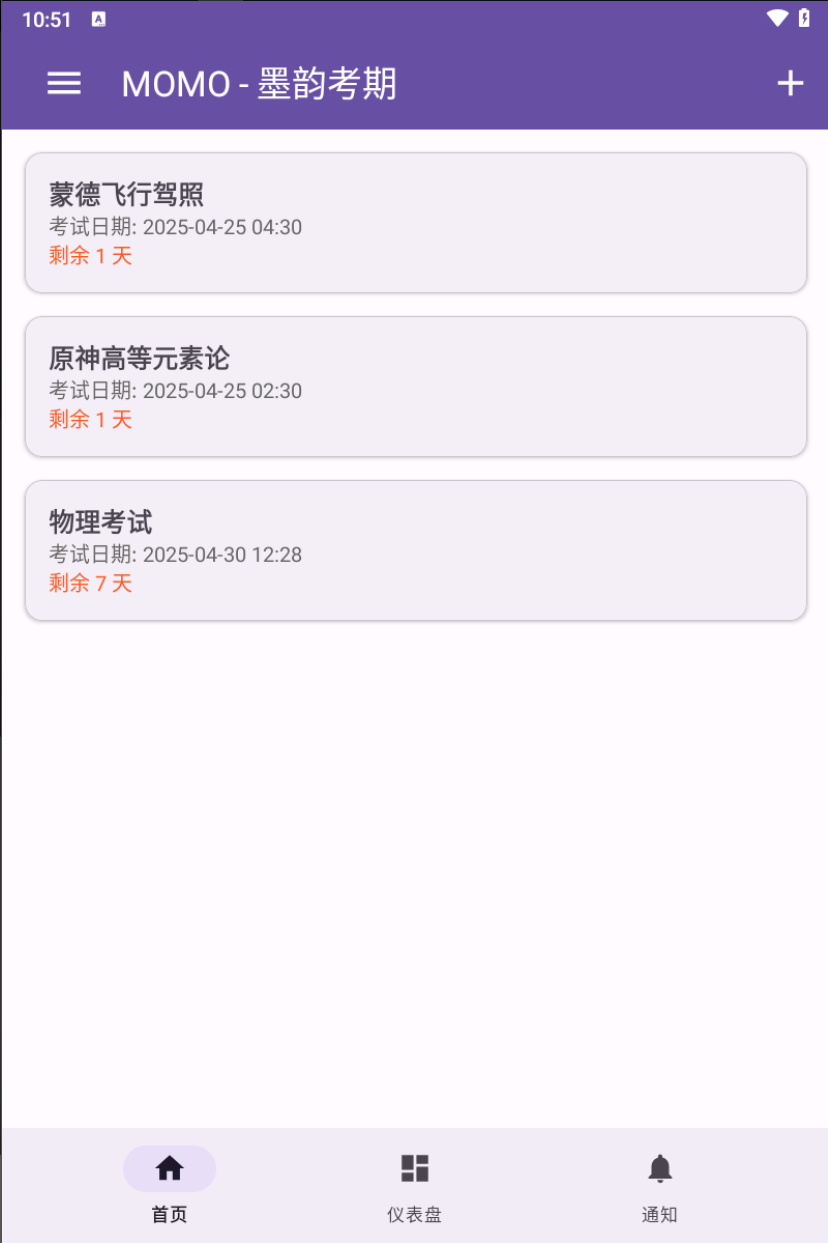 10:51
MOMO - 墨韵考期
蒙德飞行驾照
考试日期: 2025-04-25 04:30
剩余 1 天
原神高等元素论
考试日期: 2025-04-25 02:30
剩余 1 天
物理考试
考试日期: 2025-04-30 12:28
剩余 7 天
首页
仪表盘
通知